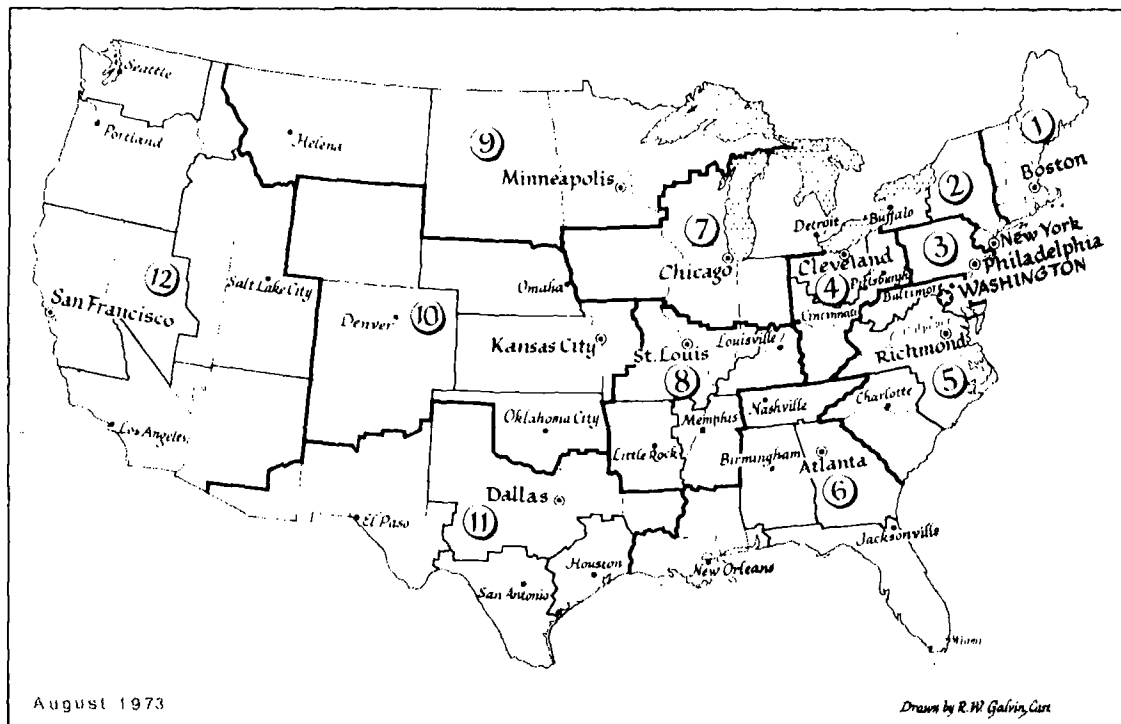 Seattle
Portland
Helena
9
Minneapolis
1
Boston
2
Buffalo
Detroit
7
Chicago
Cleveland
3
New York
Philadelphia
WASHINGTON
Pittsburgh
4
Baltimore
Cincinnati
12
San Francisco
Salt Lake City
Omaha
Denver
10
Kansas City
St. Louis
Louisville
8
Richmond
5
Charlotte
Los Angeles
Oklahoma City
Memphis
Nashville
Little Rock
Birmingham
Atlanta
6
Dallas
11
El Paso
Jacksonville
Houston
New Orleans
San Antonio
Miami
August 1973
Drawn by R.W. Galvin, Cart